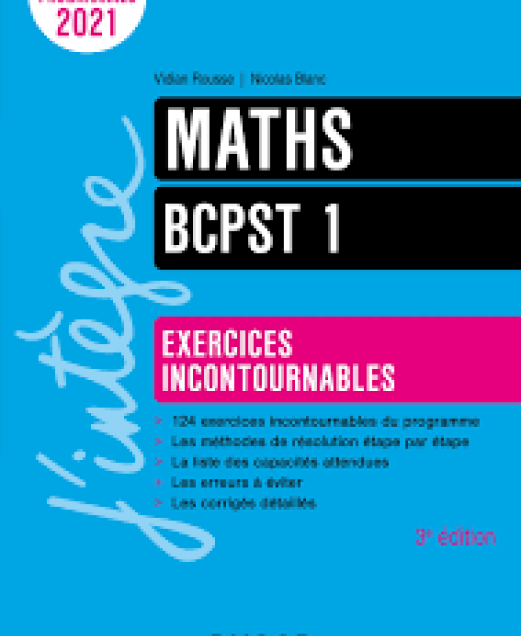 2021
Vidian Rousse | Nicolas Blanc
MATHS
BCPST 1
j'intègre
EXERCICES
INCONTOURNABLES
> 124 exercices incontournables du programme
> Les méthodes de résolution étape par étape
> La liste des capacités attendues
> Les erreurs à éviter
> Les corrigés détaillés
3e édition